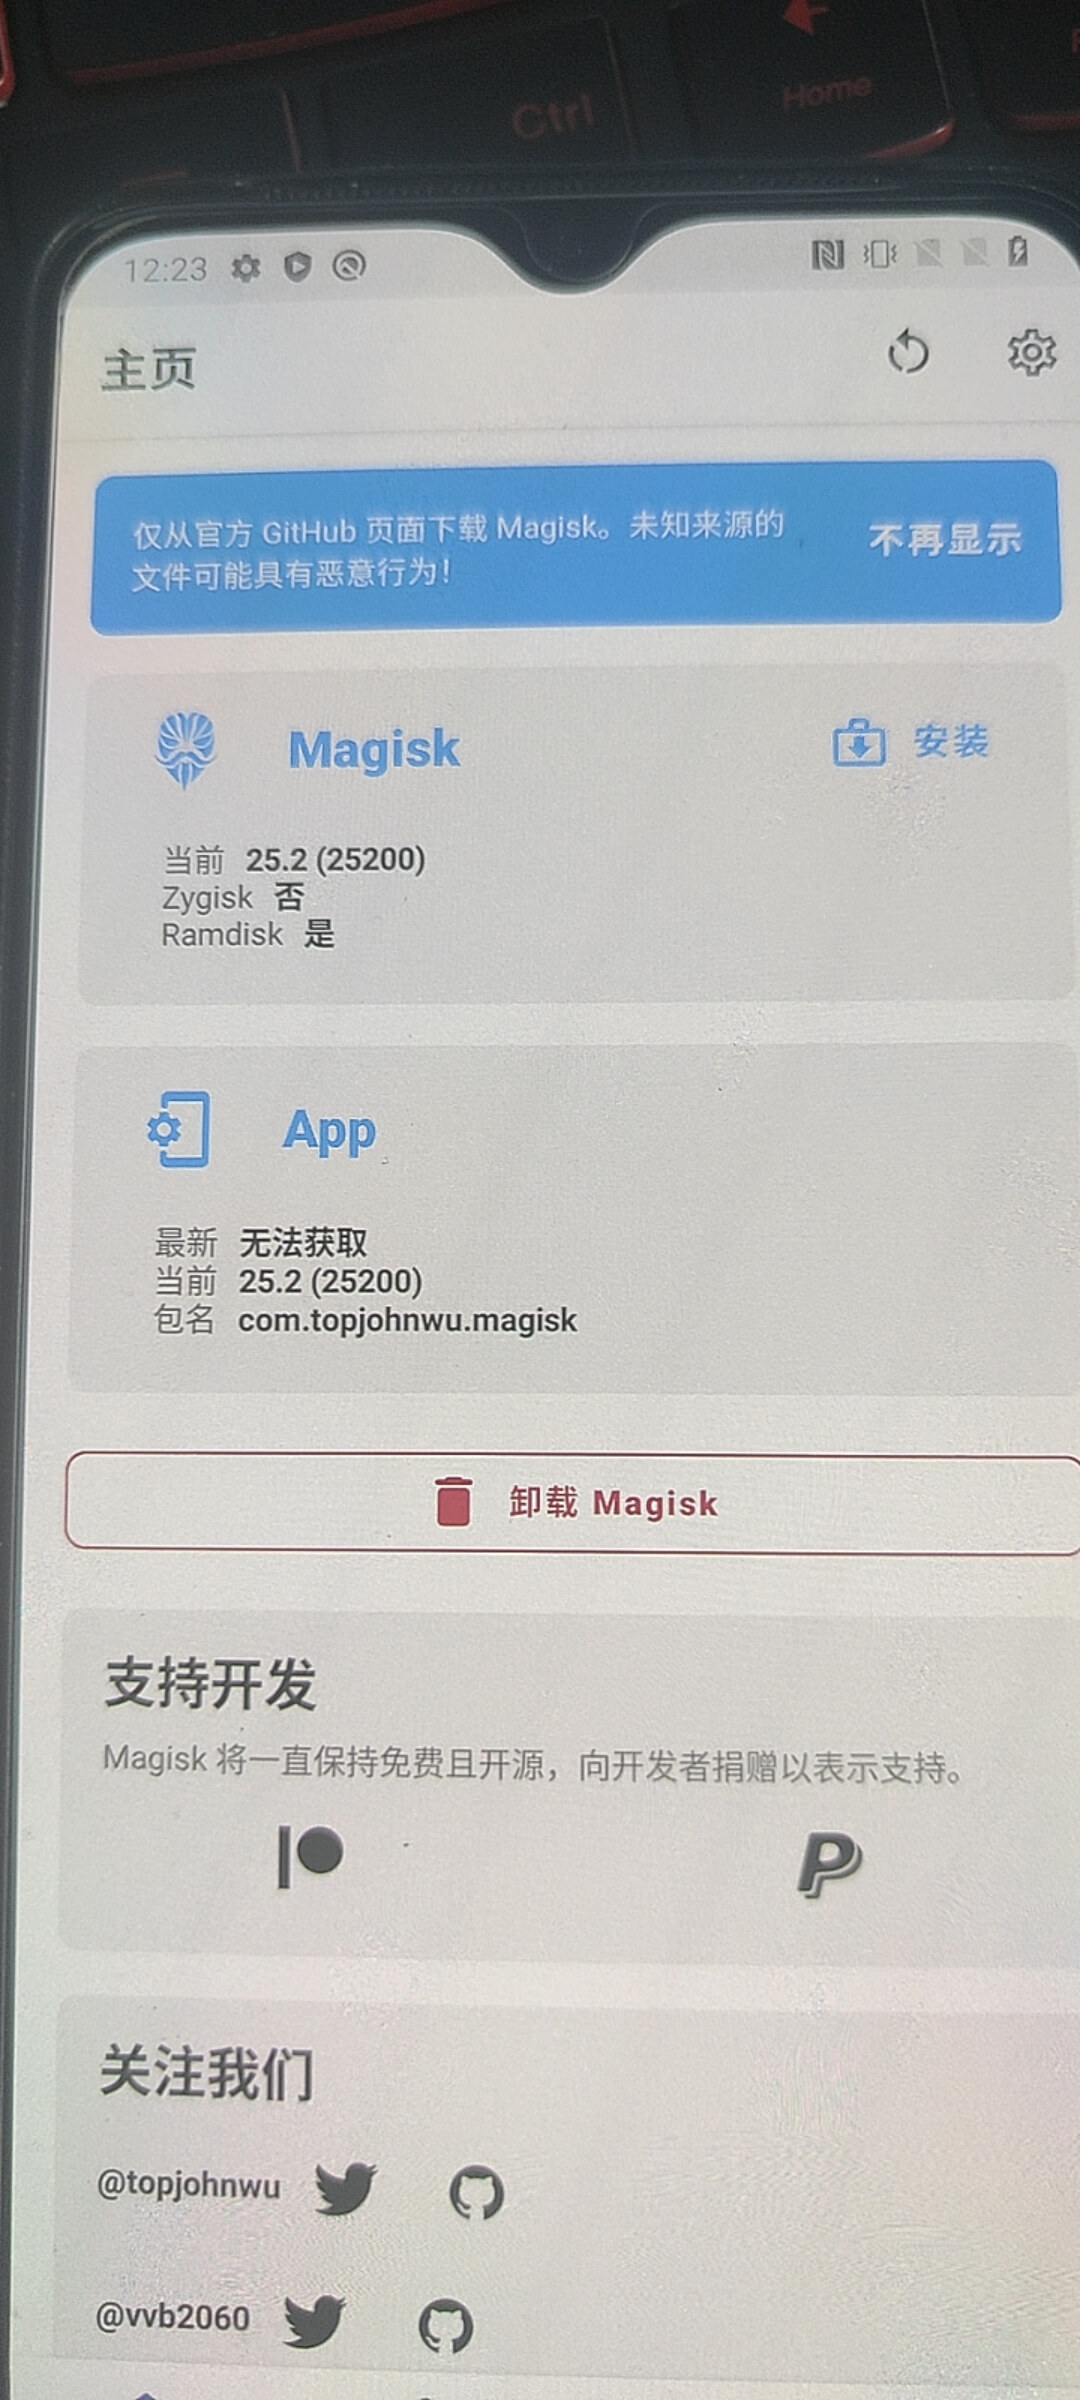 Ctrl
Home
12:23
主页
仅从官方 GitHub 页面下载 Magisk。未知来源的
文件可能具有恶意行为！
不再显示
Magisk
安装
当前 25.2 (25200)
Zygisk 否
Ramdisk 是
App
最新 无法获取
当前 25.2 (25200)
包名 com.topjohnwu.magisk
卸载 Magisk
支持开发
Magisk 将一直保持免费且开源，向开发者捐赠以表示支持。
关注我们
@topjohnwu
@vvb2060